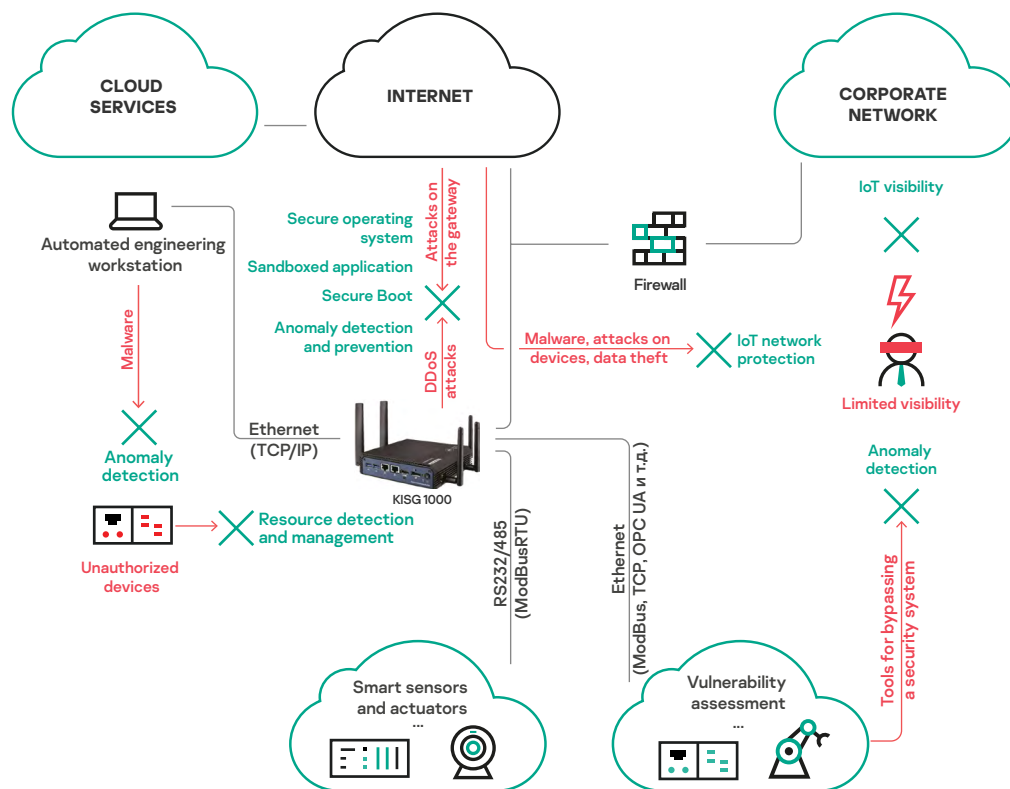 CLOUD
SERVICES
INTERNET
CORPORATE
NETWORK
IoT visibility
Automated engineering
workstation
Secure operating
system
Sandboxed application
Secure Boot
Anomaly detection
and prevention
Attacks on
the gateway
DDoS
attacks
Firewall
Malware, attacks on
devices, data theft
IoT network
protection
Limited visibility
Malware
Anomaly
detection
Ethernet
(TCP/IP)
KISG 1000
Anomaly
detection
Unauthorized
devices
Resource detection
and management
RS232/485
(ModBusRTU)
Ethernet
(ModBus, TCP, OPC UA и т.д.)
Tools for bypassing
a security system
Smart sensors
and actuators
...
Vulnerability
assessment
...